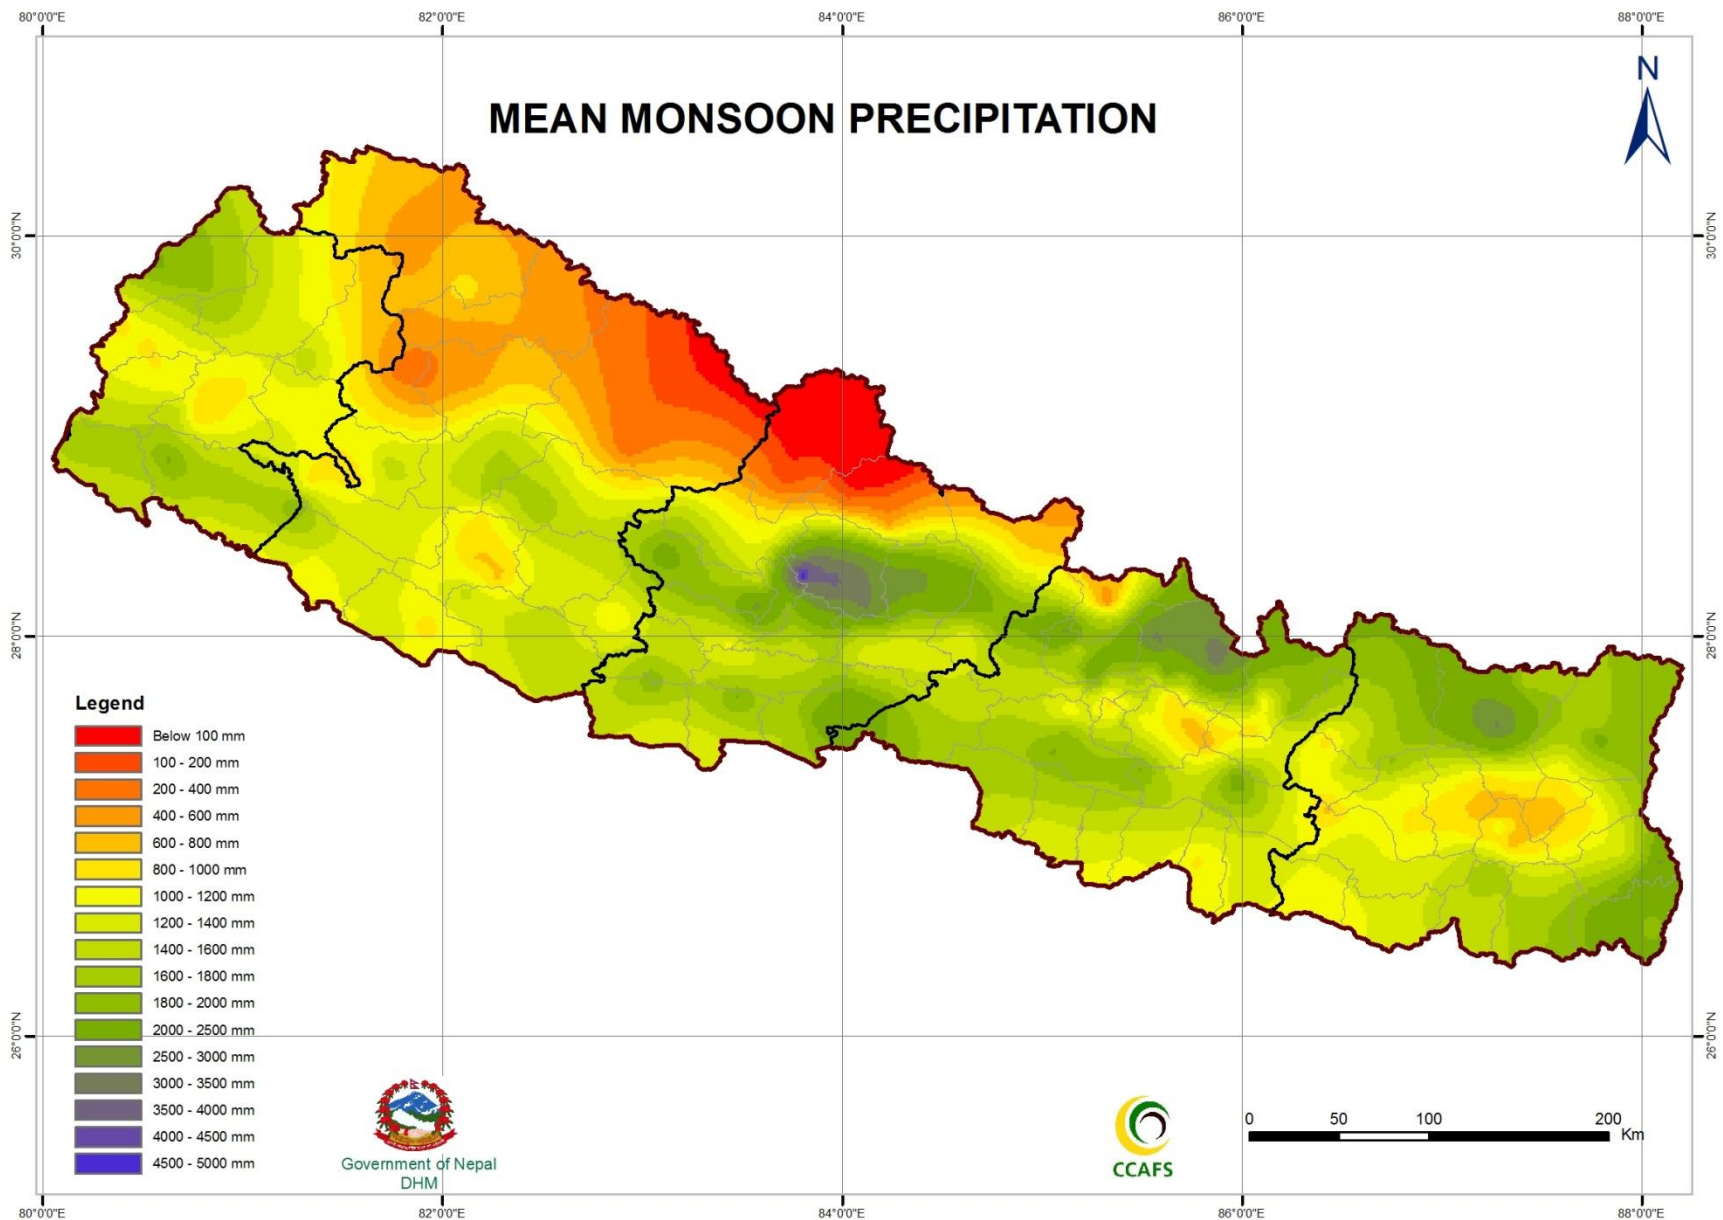 80°0'0"E 82°0'0"E 84°0'0"E 86°0'0"E 88°0'0"E
N
MEAN MONSOON PRECIPITATION
30°0'0"N 30°0'0"N
28°0'0"N 28°0'0"N
Legend
Below 100 mm
100 - 200 mm
200 - 400 mm
400 - 600 mm
600 - 800 mm
800 - 1000 mm
1000 - 1200 mm
1200 - 1400 mm
1400 - 1600 mm
1600 - 1800 mm
1800 - 2000 mm
2000 - 2500 mm
2500 - 3000 mm
3000 - 3500 mm
3500 - 4000 mm
4000 - 4500 mm
4500 - 5000 mm
26°0'0"N 26°0'0"N
Government of Nepal
DHM
CCAFS
0 50 100 200
Km
80°0'0"E 82°0'0"E 84°0'0"E 86°0'0"E 88°0'0"E